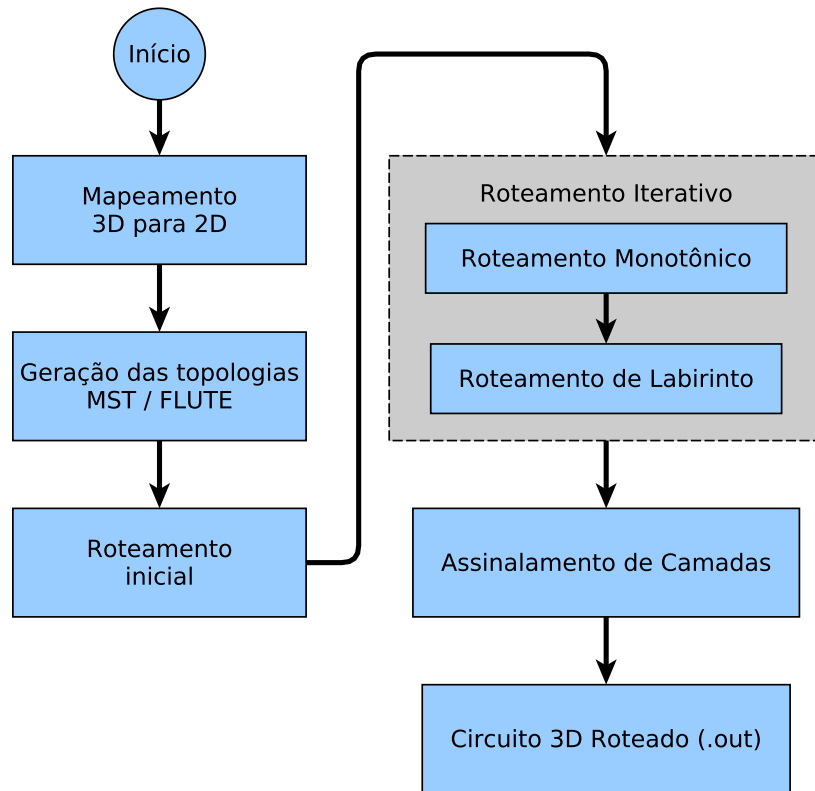 Início
Mapeamento
3D para 2D
Geração das topologias
MST / FLUTE
Roteamento
inicial
Roteamento Iterativo
Roteamento Monotônico
Roteamento de Labirinto
Assinalamento de Camadas
Circuito 3D Roteado (.out)